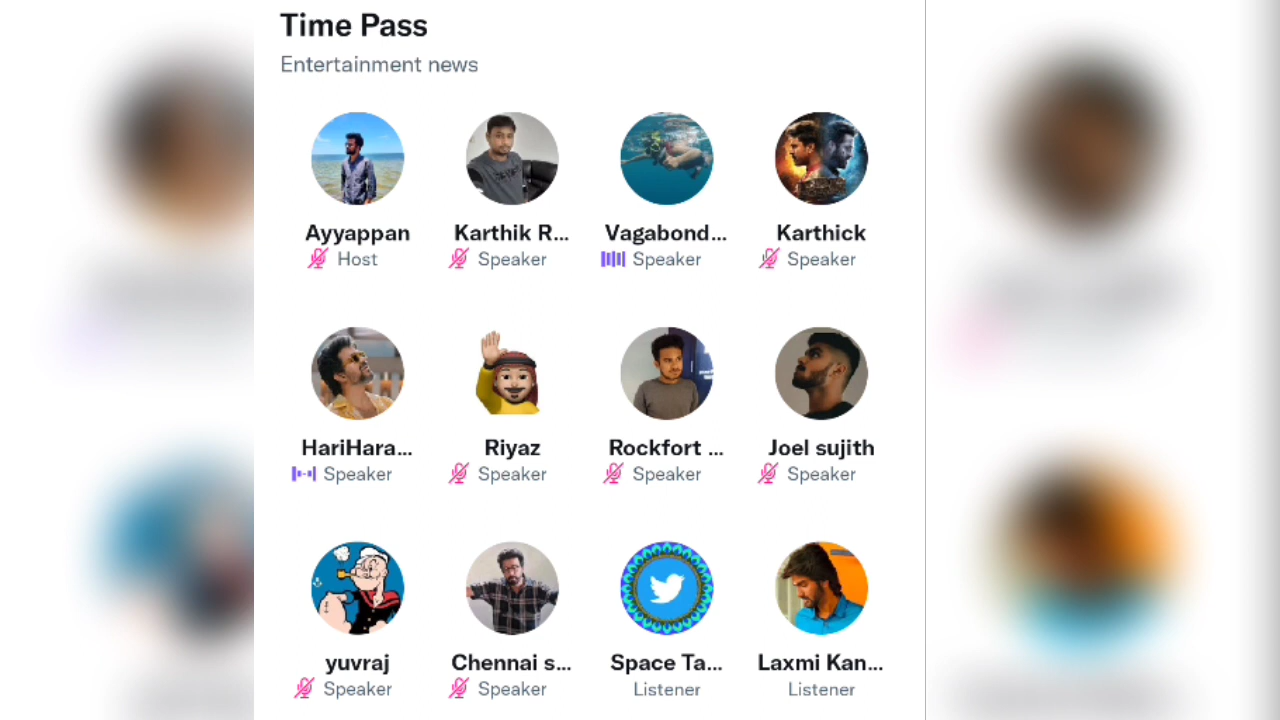 Time Pass
Entertainment news
Ayyappan Karthik R... Vagabond... Karthick
Host Speaker Speaker Speaker
HariHara... Riyaz Rockfort ... Joel sujith
Speaker Speaker Speaker Speaker
yuvraj Chennai s... Space Ta... Laxmi Kan...
Speaker Speaker Listener Listener